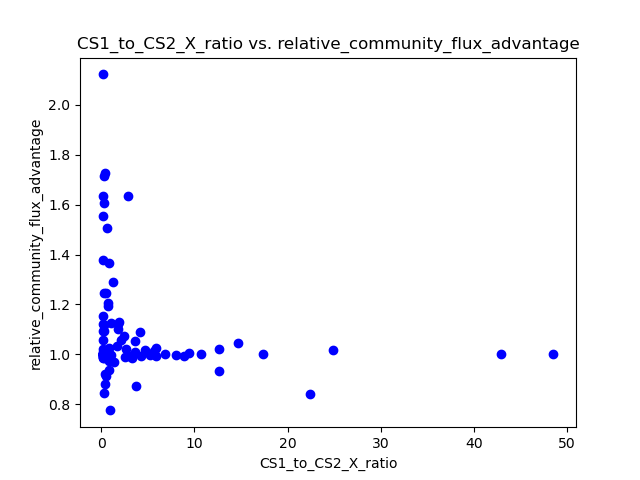 CS1_to_CS2_X_ratio vs. relative_community_flux_advantage
relative_community_flux_advantage
2.0
1.8
1.6
1.4
1.2
1.0
0.8
0 10 20 30 40 50
CS1_to_CS2_X_ratio